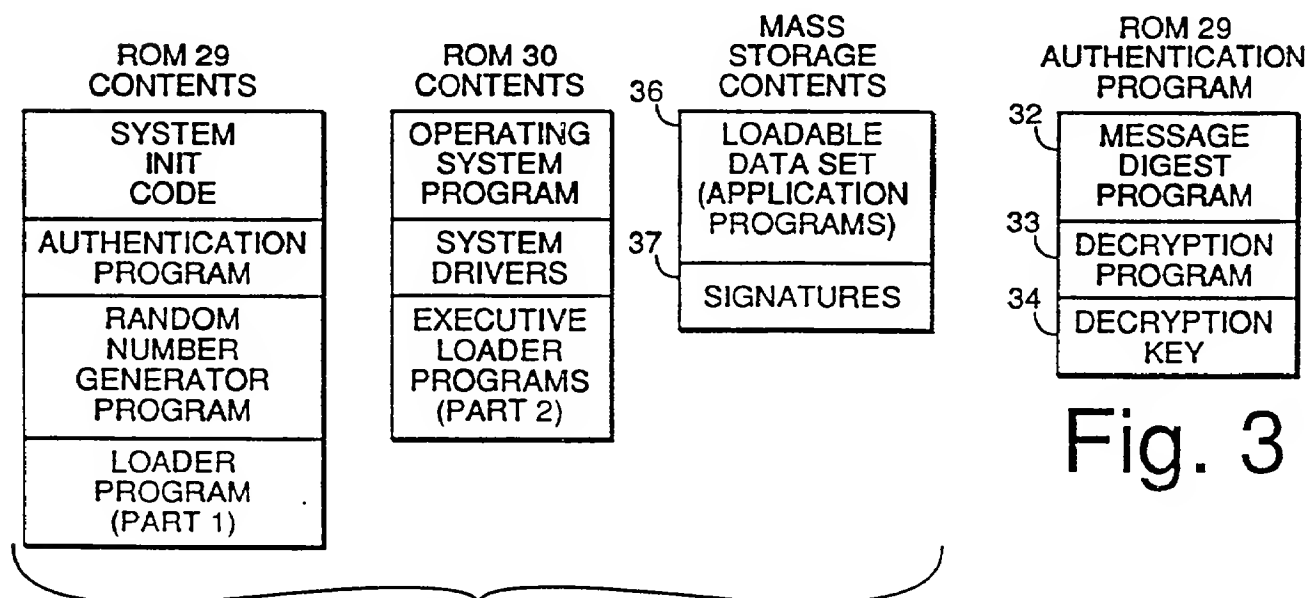 ROM 29
CONTENTS
SYSTEM
INIT
CODE
AUTHENTICATION
PROGRAM
RANDOM
NUMBER
GENERATOR
PROGRAM
LOADER
PROGRAM
(PART 1)
ROM 30
CONTENTS
OPERATING
SYSTEM
PROGRAM
SYSTEM
DRIVERS
EXECUTIVE
LOADER
PROGRAMS
(PART 2)
MASS
STORAGE
CONTENTS
36
LOADABLE
DATA SET
(APPLICATION
PROGRAMS)
37
SIGNATURES
ROM 29
AUTHENTICATION
PROGRAM
32
MESSAGE
DIGEST
PROGRAM
33
DECRYPTION
PROGRAM
34
DECRYPTION
KEY
Fig. 3